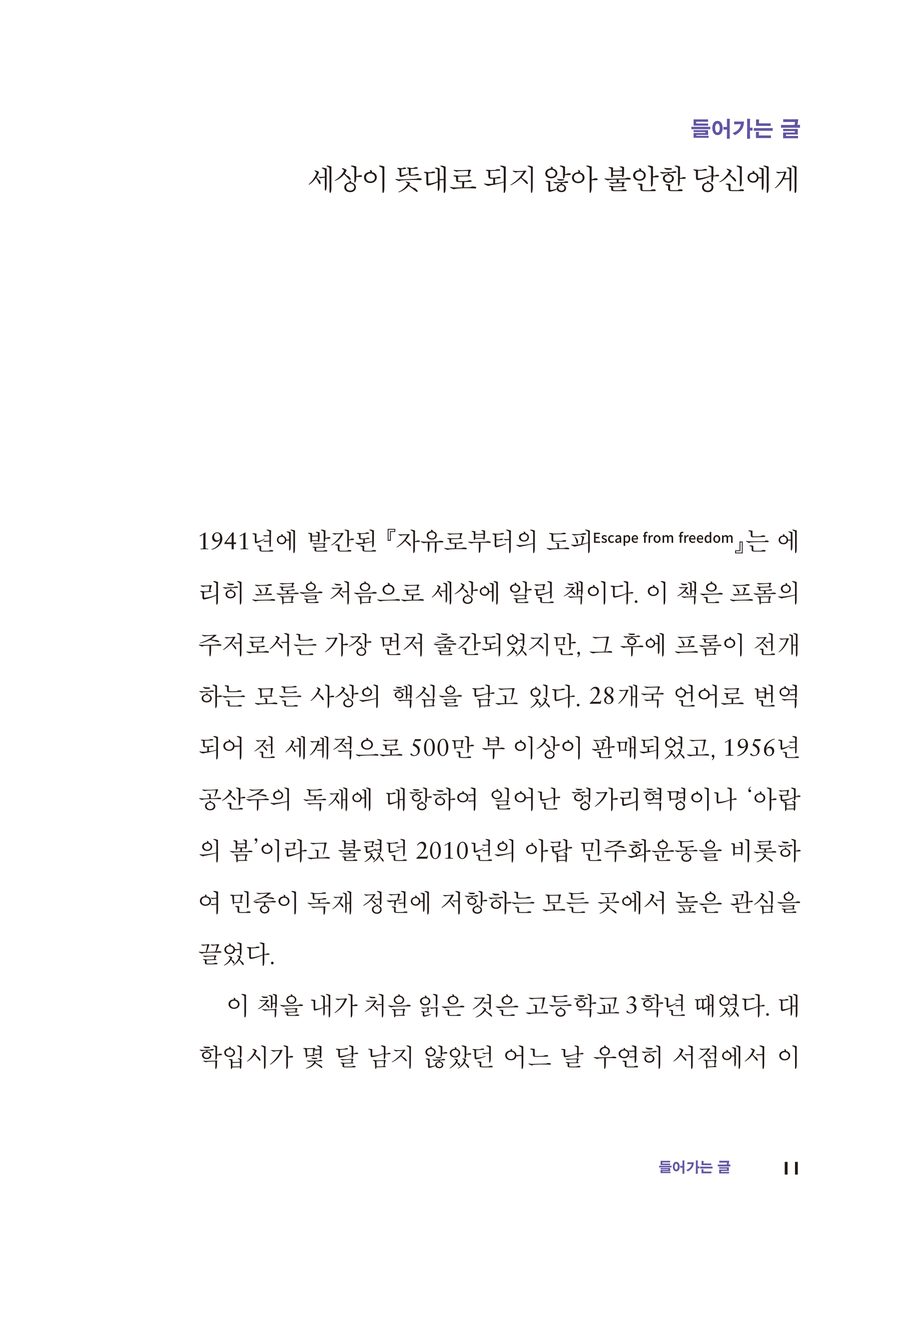 들어가는 글
세상이 뜻대로 되지 않아 불안한 당신에게
1941년에 발간된 『자유로부터의 도피Escape from freedom』는 에
리히 프롬을 처음으로 세상에 알린 책이다. 이 책은 프롬의
주저로서는 가장 먼저 출간되었지만, 그 후에 프롬이 전개
하는 모든 사상의 핵심을 담고 있다. 28개국 언어로 번역
되어 전 세계적으로 500만 부 이상이 판매되었고, 1956년
공산주의 독재에 대항하여 일어난 헝가리혁명이나 ‘아랍
의 봄’이라고 불렸던 2010년의 아랍 민주화운동을 비롯하
여 민중이 독재 정권에 저항하는 모든 곳에서 높은 관심을
끌었다.
이 책을 내가 처음 읽은 것은 고등학교 3학년 때였다. 대
학입시가 몇 달 남지 않았던 어느 날 우연히 서점에서 이
들어가는 글 11